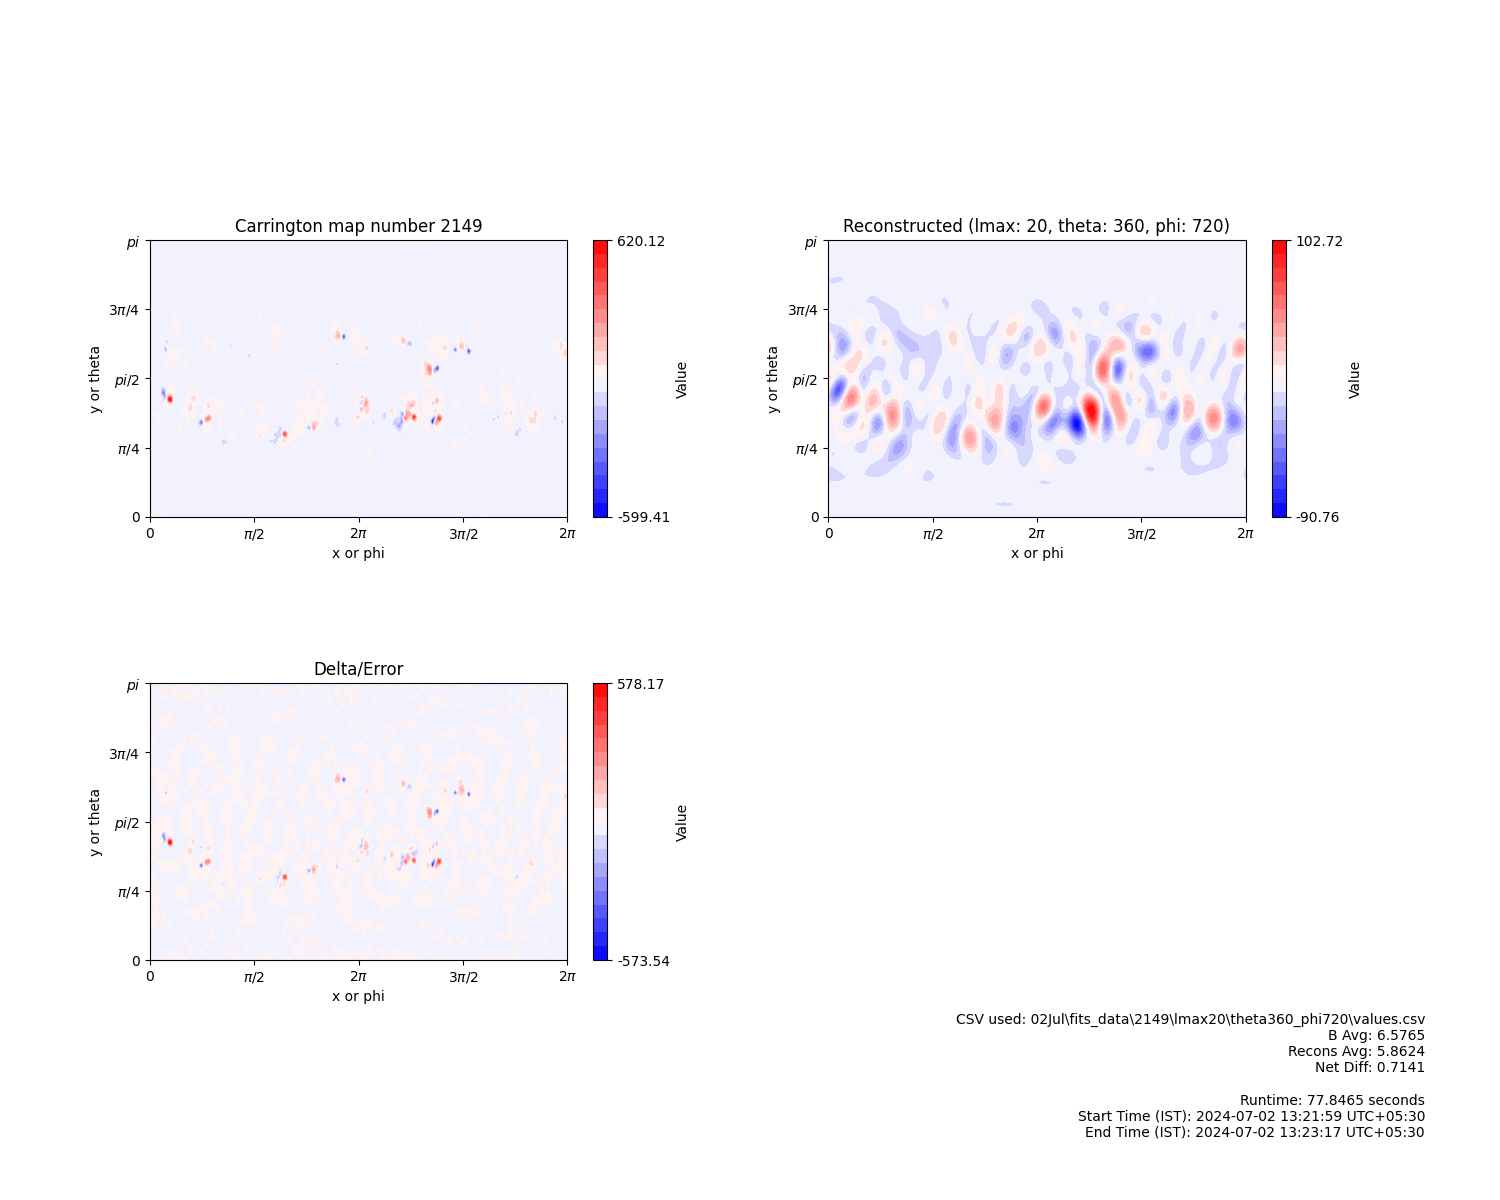 Carrington map number 2149
pi
3π/4
pi/2
π/4
0
y or theta
0
π/2
2π
3π/2
2π
x or phi
620.12
-599.41
Value
Reconstructed (lmax: 20, theta: 360, phi: 720)
pi
3π/4
pi/2
π/4
0
y or theta
0
π/2
2π
3π/2
2π
x or phi
102.72
-90.76
Value
Delta/Error
pi
3π/4
pi/2
π/4
0
y or theta
0
π/2
2π
3π/2
2π
x or phi
578.17
-573.54
Value
CSV used: 02Jul\fits_data\2149\lmax20\theta360_phi720\values.csv
B Avg: 6.5765
Recons Avg: 5.8624
Net Diff: 0.7141
Runtime: 77.8465 seconds
Start Time (IST): 2024-07-02 13:21:59 UTC+05:30
End Time (IST): 2024-07-02 13:23:17 UTC+05:30